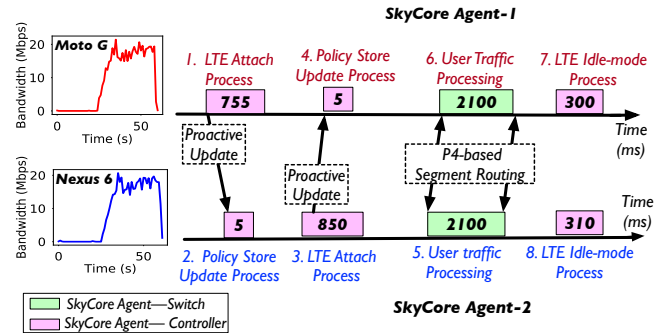 SkyCore Agent-1
Moto G
Bandwidth (Mbps)
20
10
0
0
50
Time (s)
1. LTE Attach
Process
4. Policy Store
Update Process
6. User Traffic
Processing
7. LTE Idle-mode
Process
755
5
2100
300
Time
(ms)
Proactive
Update
Proactive
Update
P4-based
Segment Routing
Nexus 6
Bandwidth (Mbps)
20
10
0
0
50
Time (s)
Time
(ms)
5
850
2100
310
2. Policy Store
Update Process
3. LTE Attach
Process
5. User traffic
Processing
8. LTE Idle-mode
Process
SkyCore Agent—Switch
SkyCore Agent— Controller
SkyCore Agent-2